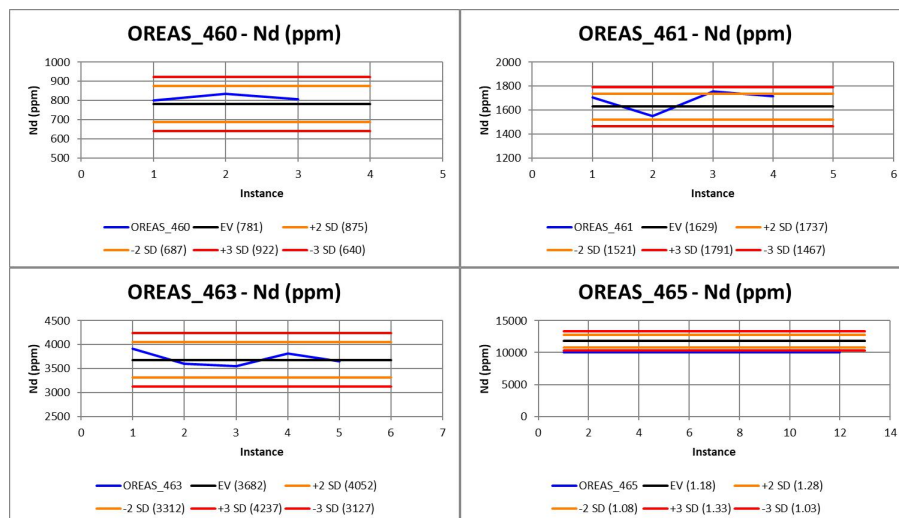 OREAS_460 - Nd (ppm)
Nd (ppm)
1000
900
800
700
600
500
0 1 2 3 4 5
Instance
OREAS_460 EV (781) +2 SD (875)
-2 SD (687) +3 SD (922) -3 SD (640)
OREAS_461 - Nd (ppm)
Nd (ppm)
2000
1800
1600
1400
1200
0 1 2 3 4 5 6
Instance
OREAS_461 EV (1629) +2 SD (1737)
-2 SD (1521) +3 SD (1791) -3 SD (1467)
OREAS_463 - Nd (ppm)
Nd (ppm)
4500
4000
3500
3000
2500
0 1 2 3 4 5 6 7
Instance
OREAS_463 EV (3682) +2 SD (4052)
-2 SD (3312) +3 SD (4237) -3 SD (3127)
OREAS_465 - Nd (ppm)
Nd (ppm)
15000
10000
5000
0
0 2 4 6 8 10 12 14
Instance
OREAS_465 EV (1.18) +2 SD (1.28)
-2 SD (1.08) +3 SD (1.33) -3 SD (1.03)